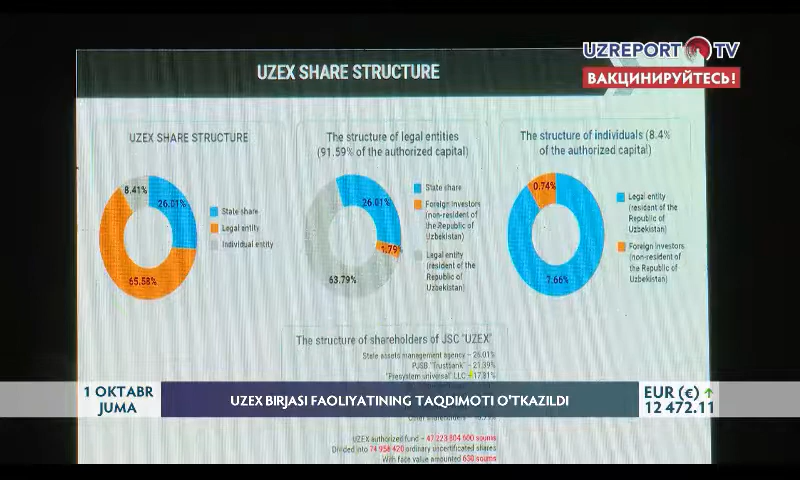 UZREPORT TV
ВАКЦИНИРУЙТЕСЬ!
UZEX SHARE STRUCTURE
UZEX SHARE STRUCTURE
8.41%
26.01%
65.58%
State share
Legal entity
Individual entity
The structure of legal entities
(91.59% of the authorized capital)
26.01%
1.79%
63.79%
State share
Foreign investors
(non-resident of
the Republic of
Uzbekistan)
Legal entity
(resident of the
Republic of
Uzbekistan)
The structure of individuals (8.4%
of the authorized capital)
0.74%
7.66%
Legal entity
(resident of the
Republic of
Uzbekistan)
Foreign investors
(non-resident of
the Republic of
Uzbekistan)
The structure of shareholders of JSC "UZEX"
State assets management agency – 26.01%
PJSB "Trustbank" – 25.39%
"Presystem universal" LLC – 17.81%
1 OKTABR
JUMA
UZEX BIRJASI FAOLIYATINING TAQDIMOTI O'TKAZILDI
EUR (€)
12 472.11
UZEX authorized fund – 47 223 804 600 soums
Divided into 74 958 420 ordinary uncertificated shares
With face value amounted 630 soums